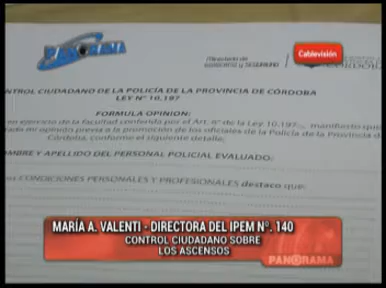 PANORAMA
Ministerio de
GOBIERNO y SEGURIDAD
Cablevisión
CONTROL CIUDADANO DE LA POLICÍA DE LA PROVINCIA DE CÓRDOBA
LEY N° 10.197
FORMULA OPINION:
ejercicio de la facultad conferida por el Art. 6° de la Ley 10.197, manifiesto que
mi opinión previa a la promoción de los oficiales de la Policía de la Provincia de
Córdoba, conforme el siguiente detalle:
NOMBRE Y APELLIDO DEL PERSONAL POLICIAL EVALUADO:
CONDICIONES PERSONALES Y PROFESIONALES destaco que:
MARÍA A. VALENTI - DIRECTORA DEL IPEM Nº. 140
CONTROL CIUDADANO SOBRE
LOS ASCENSOS
PANORAMA